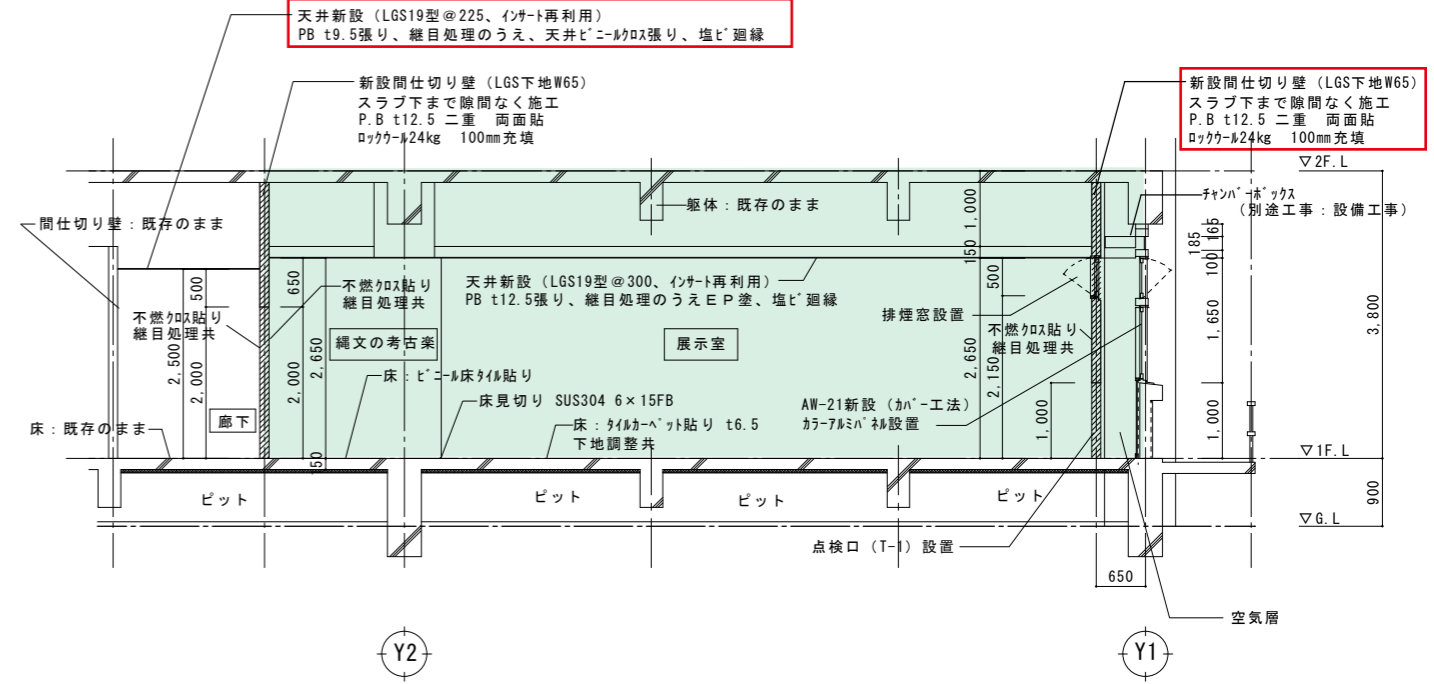 天井新設（LGS19型＠225、ｲﾝｻｰﾄ再利用）
PB t9.5張り、継目処理のうえ、天井ﾋﾞﾆｰﾙｸﾛｽ張り、塩ﾋﾞ廻縁
新設間仕切り壁（LGS下地W65）
スラブ下まで隙間なく施工
P.B t12.5 二重　両面貼
ﾛｯｸｳｰﾙ24kg　100mm充填
新設間仕切り壁（LGS下地W65）
スラブ下まで隙間なく施工
P.B t12.5 二重　両面貼
ﾛｯｸｳｰﾙ24kg　100mm充填
▽2F.L
ﾁｬﾝﾊﾞｰﾎﾞｯｸｽ
（別途工事：設備工事）
間仕切り壁：既存のまま
躯体：既存のまま
1,000
150
185
165
100
500
650
不燃ｸﾛｽ貼り
継目処理共
不燃ｸﾛｽ貼り
継目処理共
天井新設（LGS19型＠300、ｲﾝｻｰﾄ再利用）
PB t12.5張り、継目処理のうえＥＰ塗、塩ﾋﾞ廻縁
500
排煙窓設置
不燃ｸﾛｽ貼り
継目処理共
1,650
3,800
縄文の考古楽
展示室
2,500
2,000
2,000
2,650
2,650
2,150
床：ﾋﾞﾆｰﾙ床ﾀｲﾙ貼り
床見切り SUS304 6×15FB
床：ﾀｲﾙｶｰﾍﾟｯﾄ貼り t6.5
下地調整共
AW-21新設（ｶﾊﾞｰ工法）
ｶﾗｰｱﾙﾐﾊﾟﾈﾙ設置
1,000
1,000
廊下
床：既存のまま
150
▽1F.L
ピット
ピット
ピット
ピット
900
▽G.L
点検口（T-1）設置
650
空気層
Y2
Y1